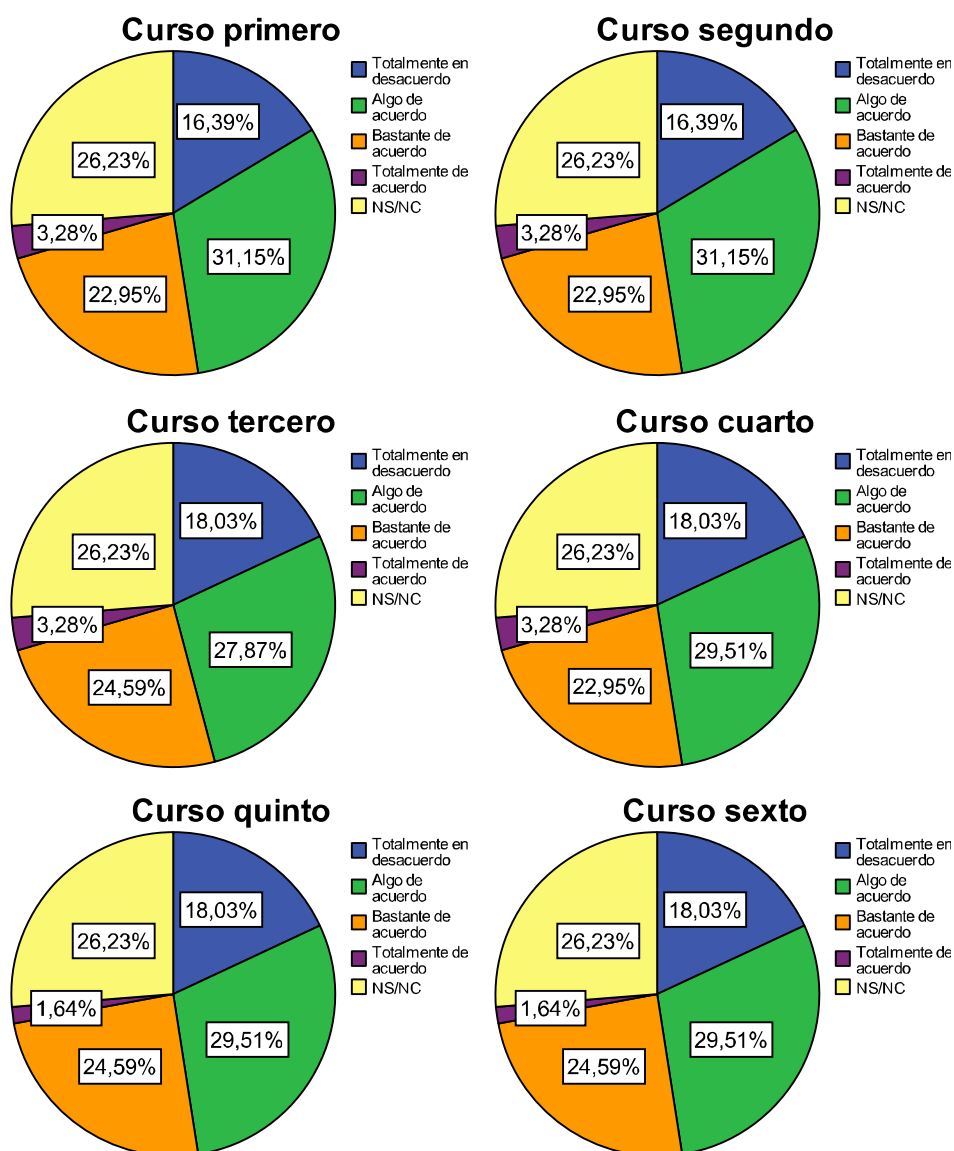 Curso primero
Totalmente en
desacuerdo
Algo de
acuerdo
Bastante de
acuerdo
Totalmente de
acuerdo
NS/NC
16,39%
26,23%
3,28%
31,15%
22,95%
Curso segundo
Totalmente en
desacuerdo
Algo de
acuerdo
Bastante de
acuerdo
Totalmente de
acuerdo
NS/NC
16,39%
26,23%
3,28%
31,15%
22,95%
Curso tercero
Totalmente en
desacuerdo
Algo de
acuerdo
Bastante de
acuerdo
Totalmente de
acuerdo
NS/NC
18,03%
26,23%
3,28%
27,87%
24,59%
Curso cuarto
Totalmente en
desacuerdo
Algo de
acuerdo
Bastante de
acuerdo
Totalmente de
acuerdo
NS/NC
18,03%
26,23%
3,28%
29,51%
22,95%
Curso quinto
Totalmente en
desacuerdo
Algo de
acuerdo
Bastante de
acuerdo
Totalmente de
acuerdo
NS/NC
18,03%
26,23%
1,64%
29,51%
24,59%
Curso sexto
Totalmente en
desacuerdo
Algo de
acuerdo
Bastante de
acuerdo
Totalmente de
acuerdo
NS/NC
18,03%
26,23%
1,64%
29,51%
24,59%